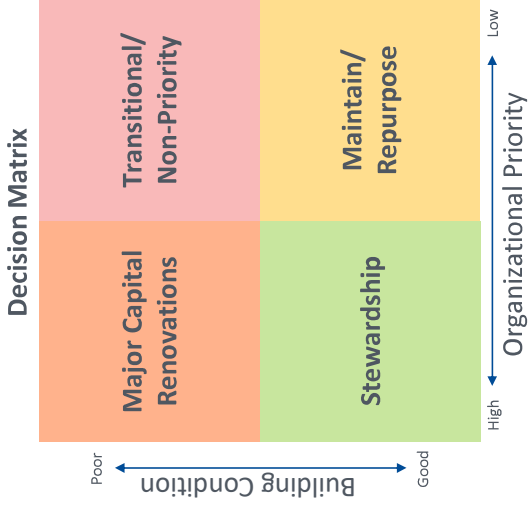 Decision Matrix
Poor
Major Capital
Renovations
Transitional/
Non-Priority
Building Condition
Stewardship
Maintain/
Repurpose
Good
High
Organizational Priority
Low